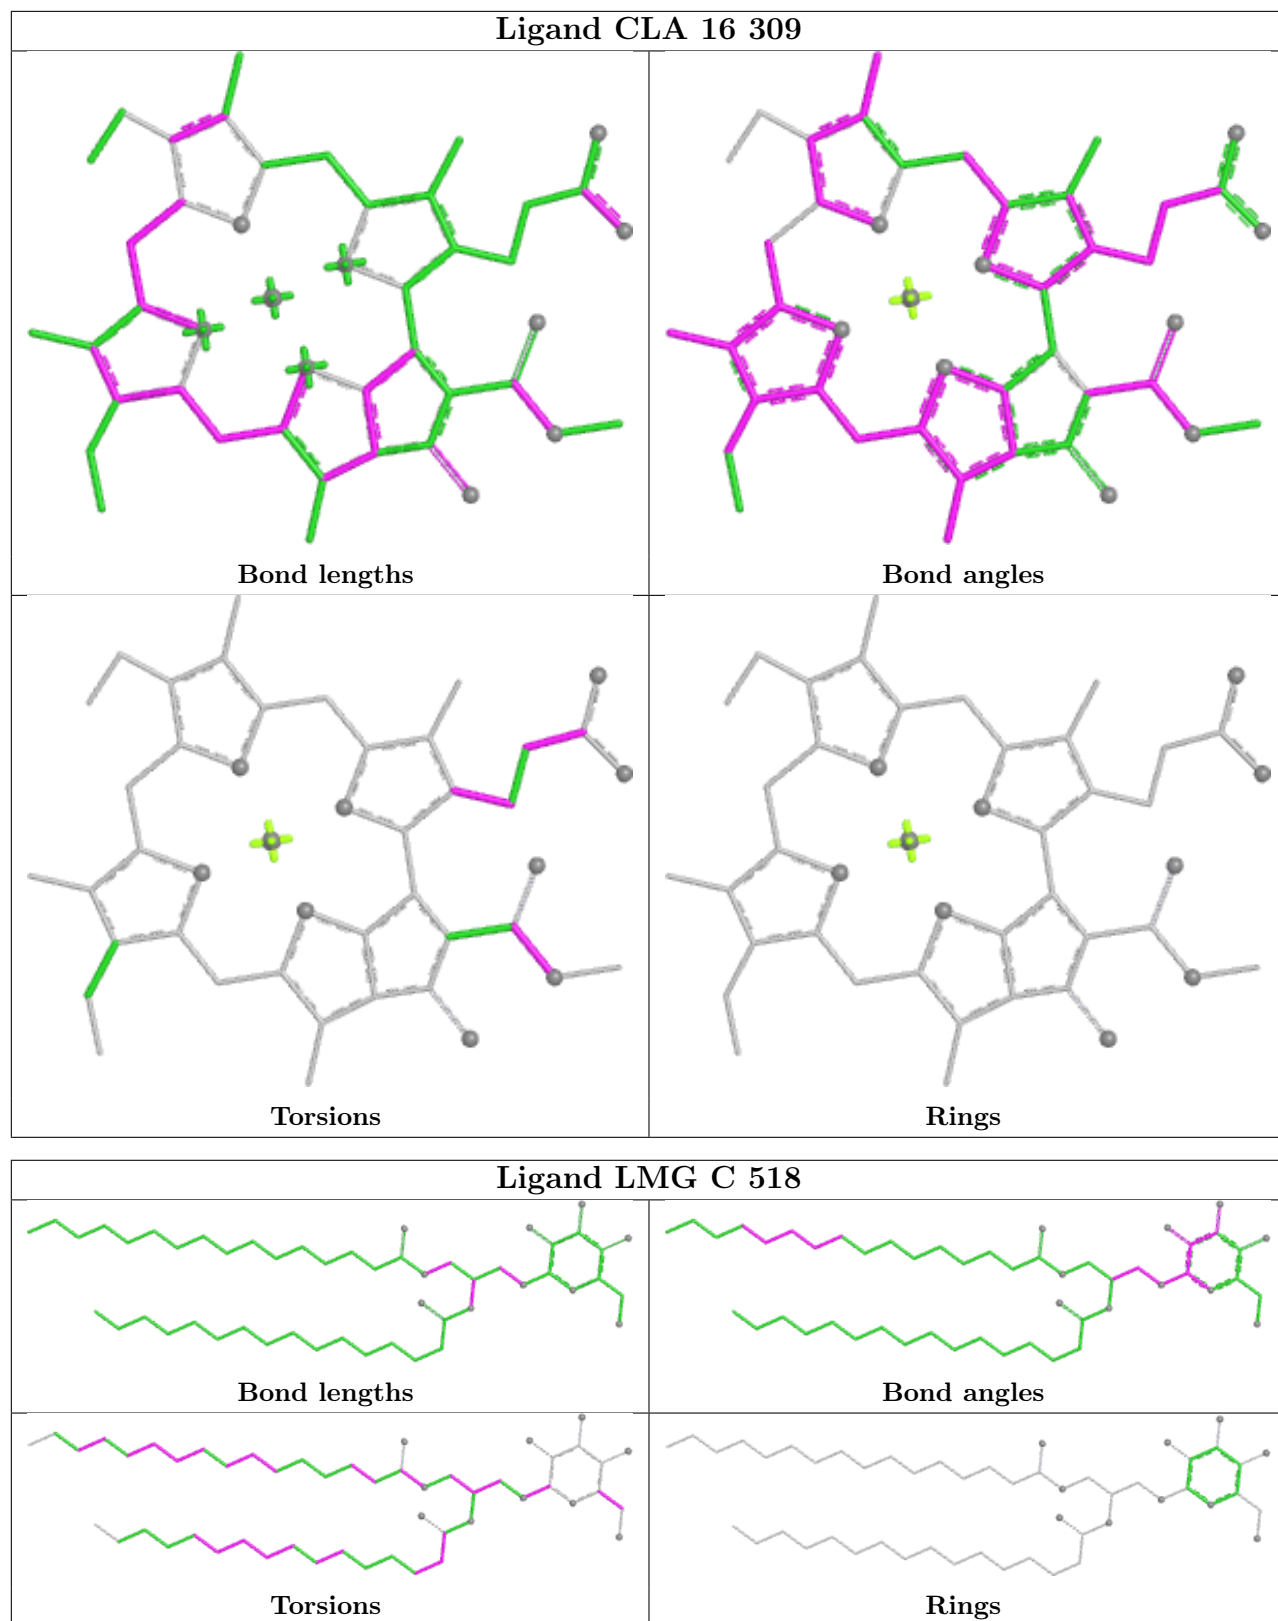 Ligand CLA 16 309
Bond lengths
Bond angles
Torsions
Rings
Ligand LMG C 518
Bond lengths
Bond angles
Torsions
Rings